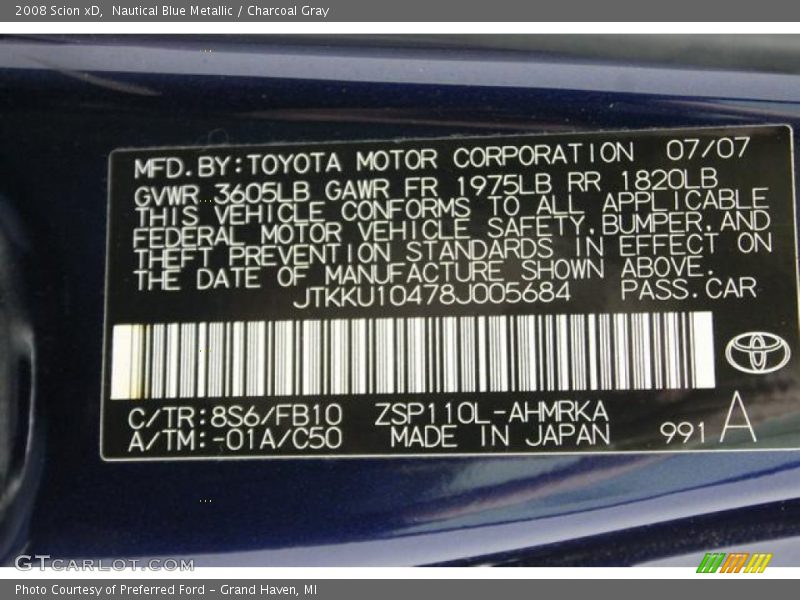 2008 Scion xD, Nautical Blue Metallic / Charcoal Gray
MFD.BY:TOYOTA MOTOR CORPORATION 07/07
GVWR 3605LB GAWR FR 1975LB RR 1820LB
THIS VEHICLE CONFORMS TO ALL APPLICABLE
FEDERAL MOTOR VEHICLE SAFETY,BUMPER,AND
THEFT PREVENTION STANDARDS IN EFFECT ON
THE DATE OF MANUFACTURE SHOWN ABOVE.
JTKKU10478J005684 PASS.CAR
C/TR:8S6/FB10 ZSP110L-AHMRKA
A/TM:-01A/C50 MADE IN JAPAN 991 A
GTCARLOT.COM
Photo Courtesy of Preferred Ford - Grand Haven, MI